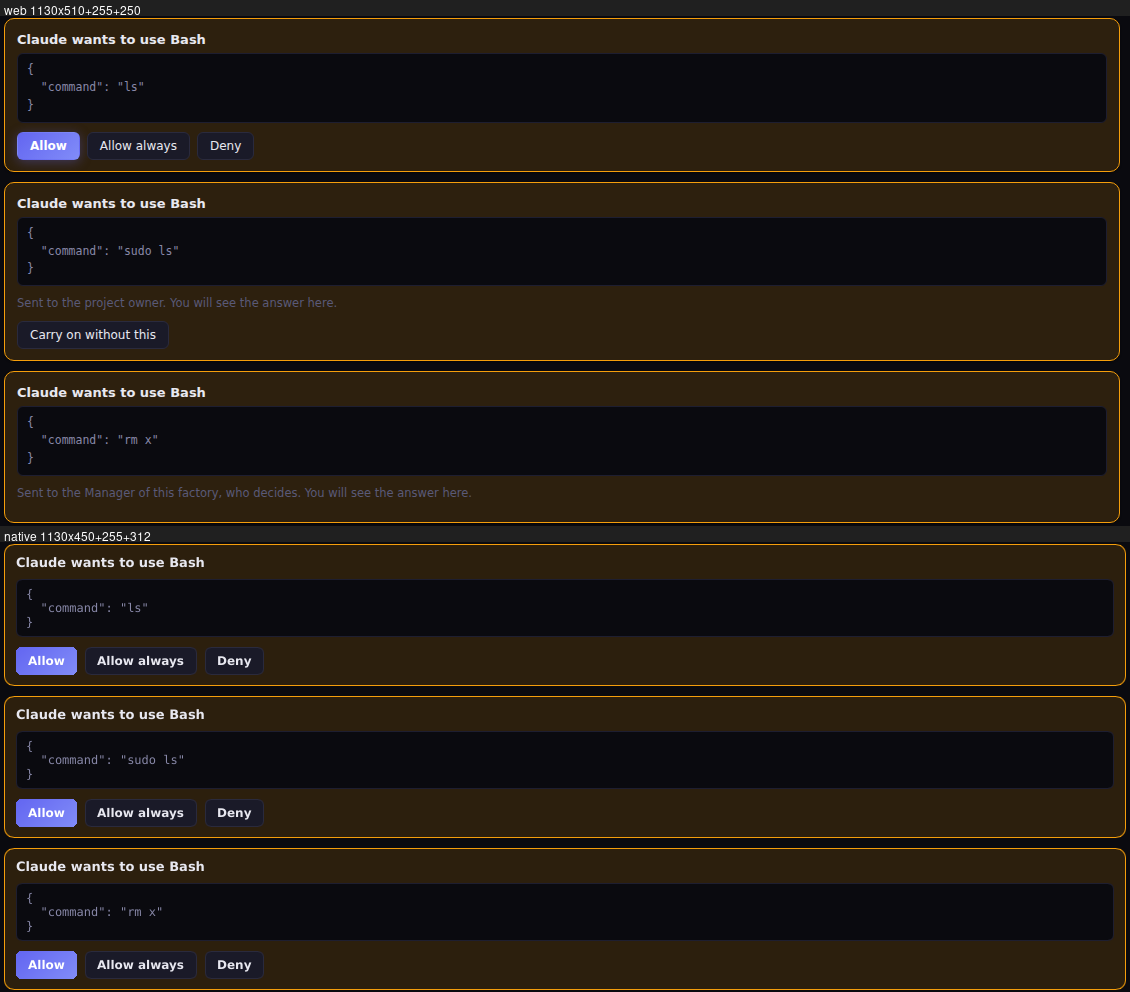 web 1130x510+255+250
Claude wants to use Bash
{
"command": "ls"
}
Allow Allow always Deny
Claude wants to use Bash
{
"command": "sudo ls"
}
Sent to the project owner. You will see the answer here.
Carry on without this
Claude wants to use Bash
{
"command": "rm x"
}
Sent to the Manager of this factory, who decides. You will see the answer here.
native 1130x450+255+312
Claude wants to use Bash
{
"command": "ls"
}
Allow Allow always Deny
Claude wants to use Bash
{
"command": "sudo ls"
}
Allow Allow always Deny
Claude wants to use Bash
{
"command": "rm x"
}
Allow Allow always Deny